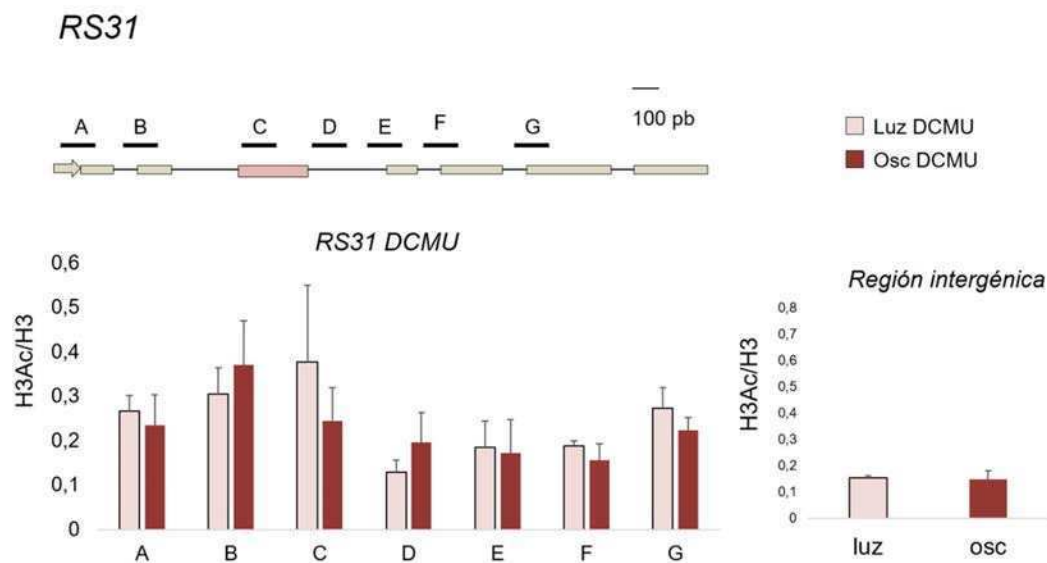 RS31
A B C D E F G
100 pb
Luz DCMU
Osc DCMU
RS31 DCMU
H3Ac/H3
0,6
0,5
0,4
0,3
0,2
0,1
0
A B C D E F G
Región intergénica
H3Ac/H3
0,8
0,7
0,6
0,5
0,4
0,3
0,2
0,1
0
luz osc